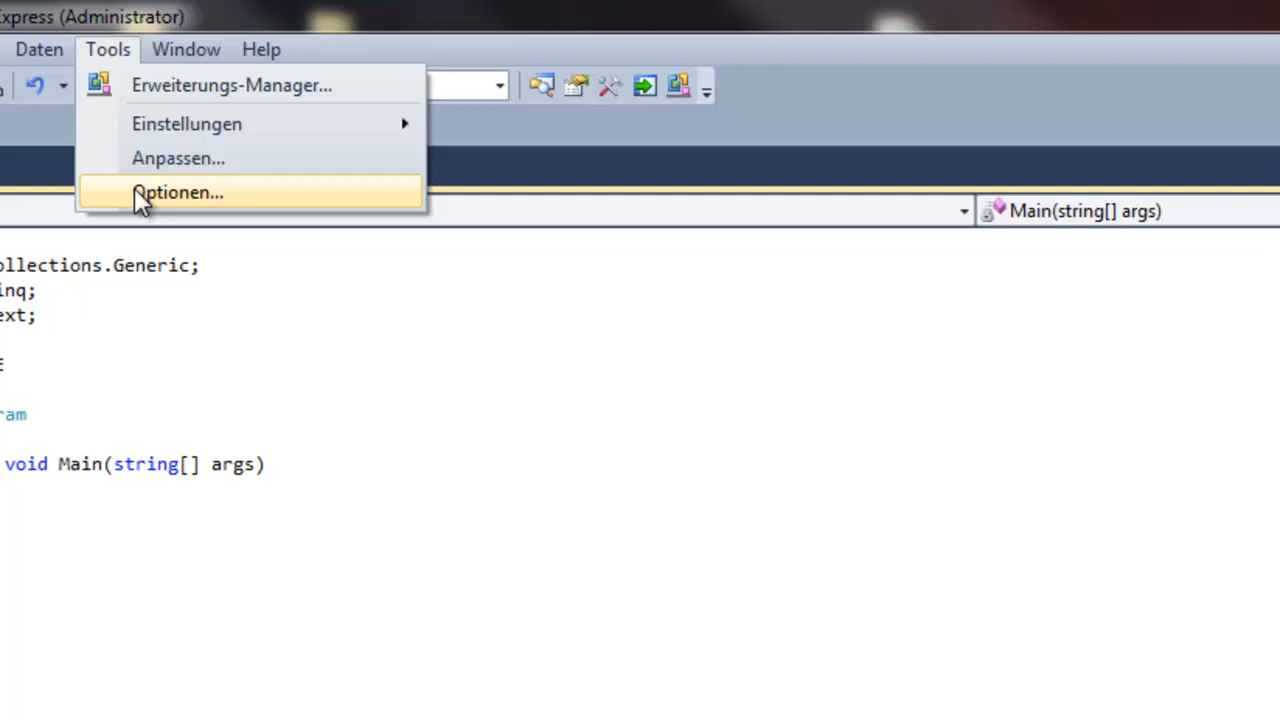 Express (Administrator)
Daten Tools Window Help
Erweiterungs-Manager...
Einstellungen
Anpassen...
Optionen...
Main(string[] args)
ollections.Generic;
inq;
ext;
E
ram
void Main(string[] args)